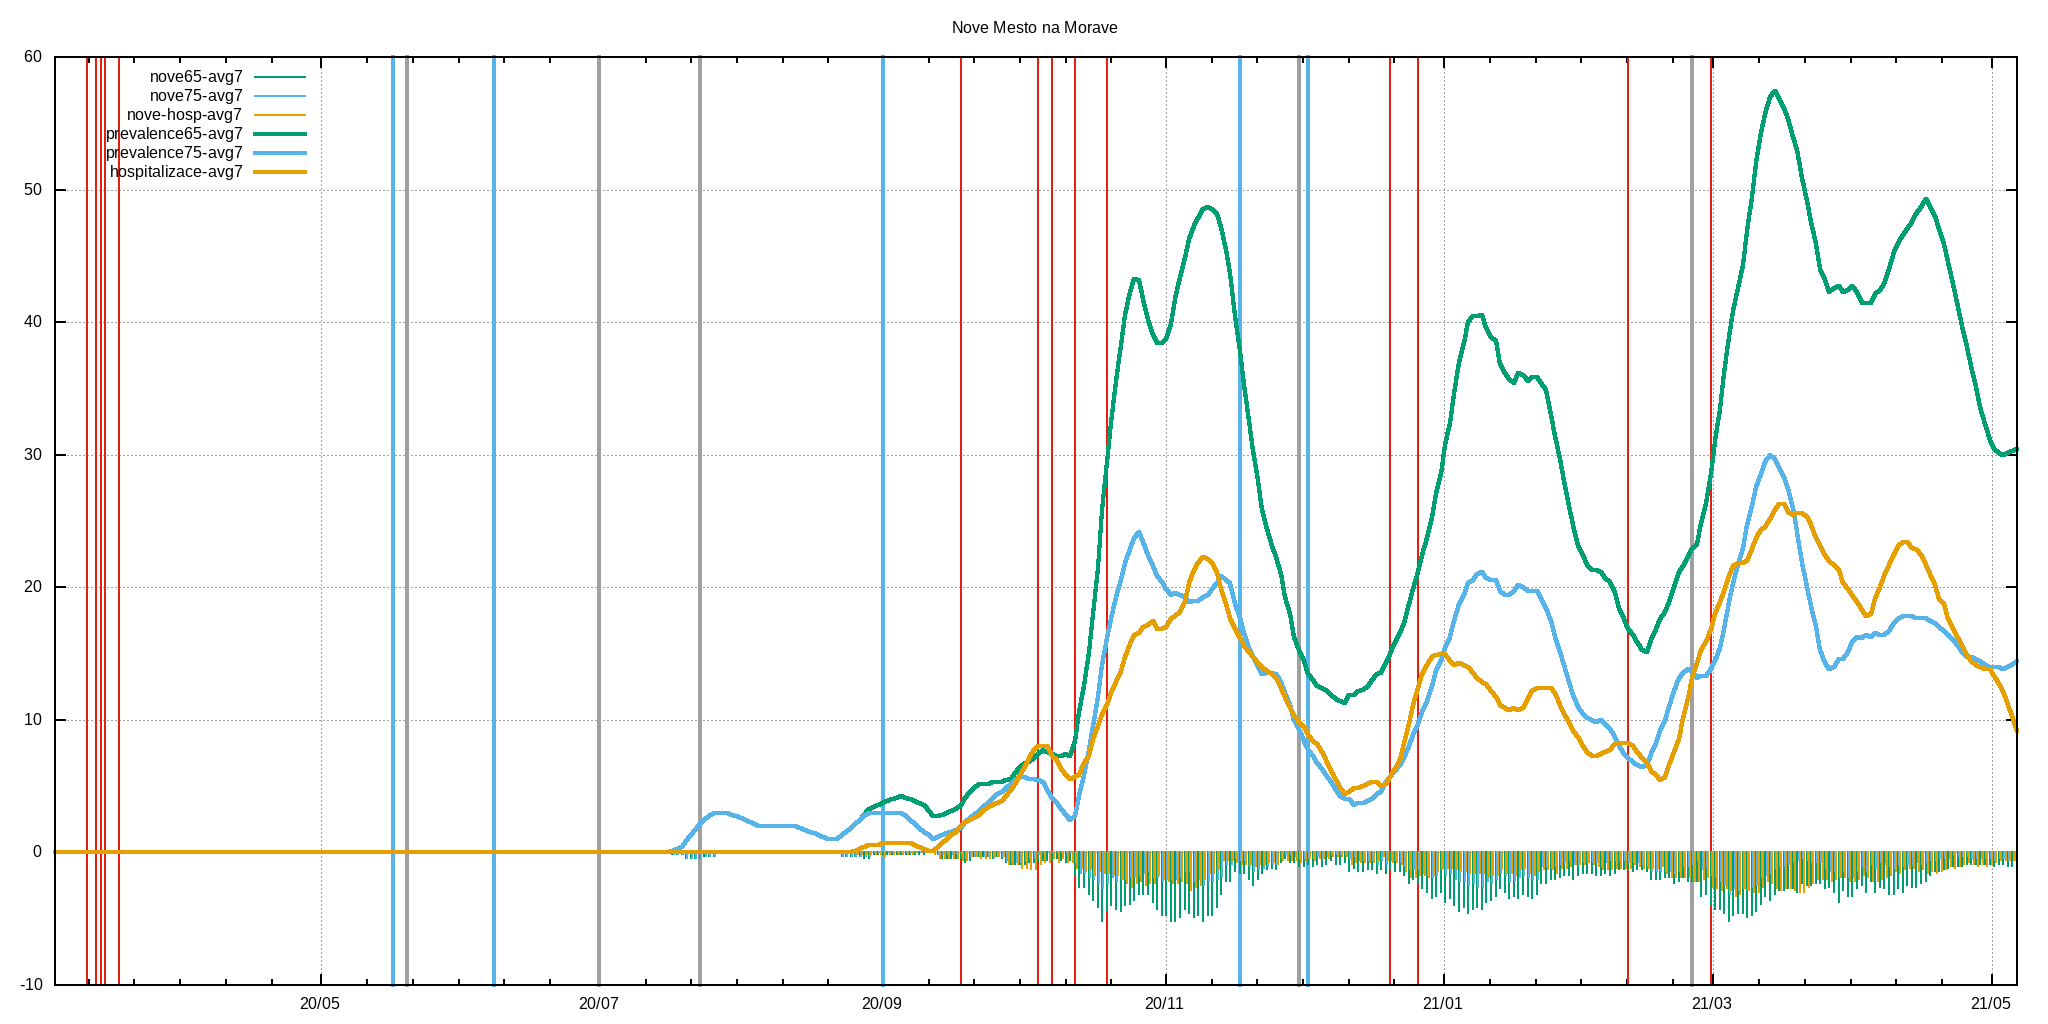 Nove Mesto na Morave
60
50
40
30
20
10
0
-10
nove65-avg7
nove75-avg7
nove-hosp-avg7
prevalence65-avg7
prevalence75-avg7
hospitalizace-avg7
20/05
20/07
20/09
20/11
21/01
21/03
21/05